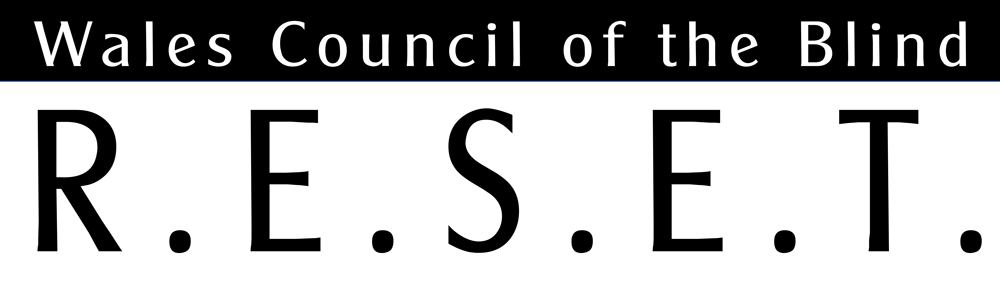 Wales Council of the Blind
R.E.S.E.T.